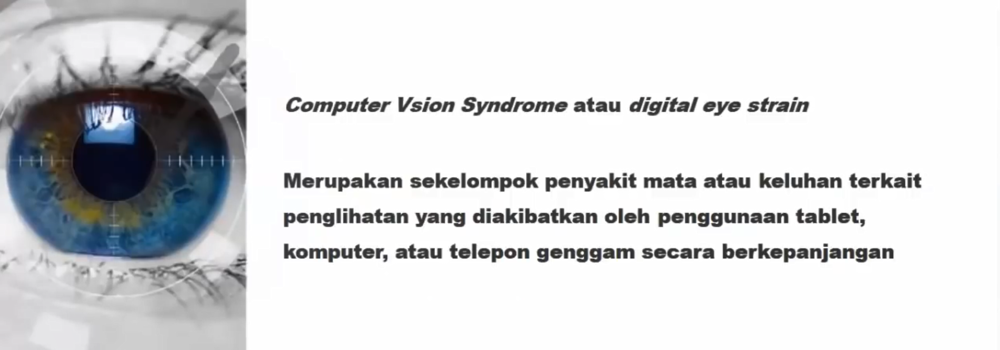 Computer Vsion Syndrome atau digital eye strain
Merupakan sekelompok penyakit mata atau keluhan terkait
penglihatan yang diakibatkan oleh penggunaan tablet,
komputer, atau telepon genggam secara berkepanjangan